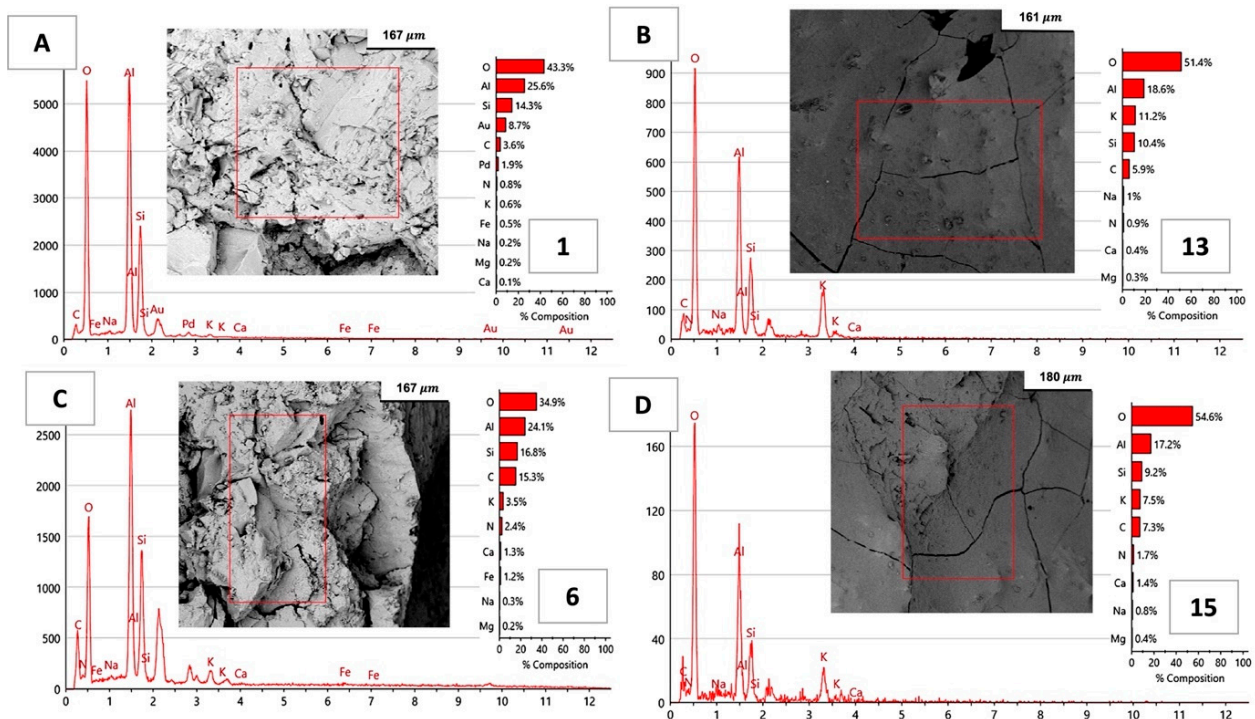 A
167 μm
O
Al
Al
Si
Si
C
Fe
Na
Au
Pd
K
K
Ca
Fe
Fe
Au
Au
5000
4000
3000
2000
1000
0
0 1 2 3 4 5 6 7 8 9 10 11 12
O 43.3%
Al 25.6%
Si 14.3%
Au 8.7%
C 3.6%
Pd 1.9%
N 0.8%
K 0.6%
Fe 0.5%
Na 0.2%
Mg 0.2%
Ca 0.1%
0 20 40 60 80 100
% Composition
1
B
161 μm
O
Al
Al
Si
Si
C
N
Na
K
K
Ca
900
800
700
600
500
400
300
200
100
0
0 1 2 3 4 5 6 7 8 9 10 11 12
O 51.4%
Al 18.6%
K 11.2%
Si 10.4%
C 5.9%
Na 1%
N 0.9%
Ca 0.4%
Mg 0.3%
0 20 40 60 80 100
% Composition
13
C
167 μm
Al
O
Si
Al
Si
C
N
Fe
Na
K
K
Ca
Fe
Fe
2500
2000
1500
1000
500
0
0 1 2 3 4 5 6 7 8 9 10 11 12
O 34.9%
Al 24.1%
Si 16.8%
C 15.3%
K 3.5%
N 2.4%
Ca 1.3%
Fe 1.2%
Na 0.3%
Mg 0.2%
0 20 40 60 80 100
% Composition
6
D
180 μm
O
Al
Al
Si
Si
C
N
Na
K
K
Ca
160
120
80
40
0
0 1 2 3 4 5 6 7 8 9 10 11 12
O 54.6%
Al 17.2%
Si 9.2%
K 7.5%
C 7.3%
N 1.7%
Ca 1.4%
Na 0.8%
Mg 0.4%
0 20 40 60 80 100
% Composition
15